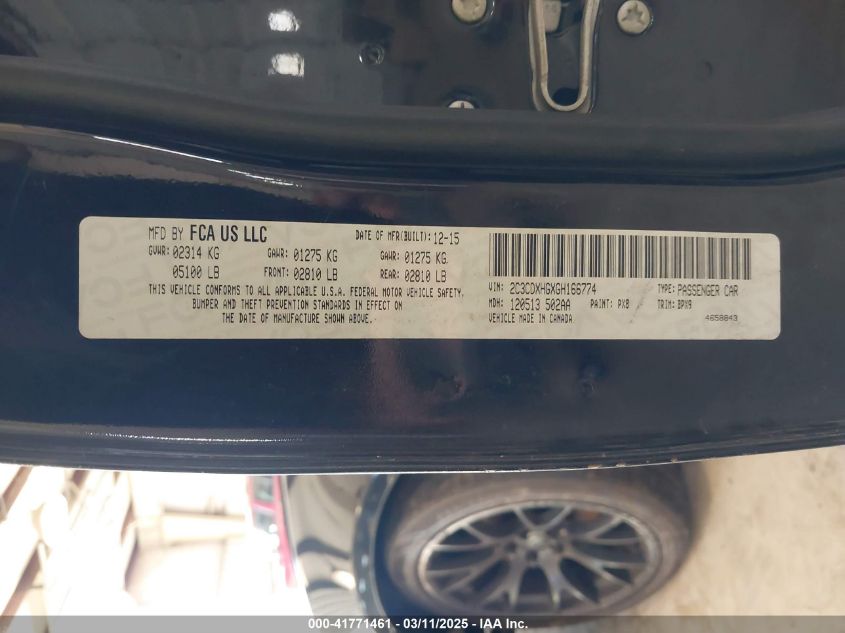 MFD BY FCA US LLC DATE OF MFR(BUILT): 12-15
GVWR: 02314 KG GAWR: 01275 KG GAWR: 01275 KG
05100 LB FRONT: 02810 LB REAR: 02810 LB
THIS VEHICLE CONFORMS TO ALL APPLICABLE U.S.A. FEDERAL MOTOR VEHICLE SAFETY,
BUMPER AND THEFT PREVENTION STANDARDS IN EFFECT ON
THE DATE OF MANUFACTURE SHOWN ABOVE.
VIN: 2C3CDXHGXGH166774 TYPE: PASSENGER CAR
MDH: 120513 502AA PAINT: PX8 TRIM: BPX9
VEHICLE MADE IN CANADA 4658843
000-41771461 - 03/11/2025 - IAA Inc.